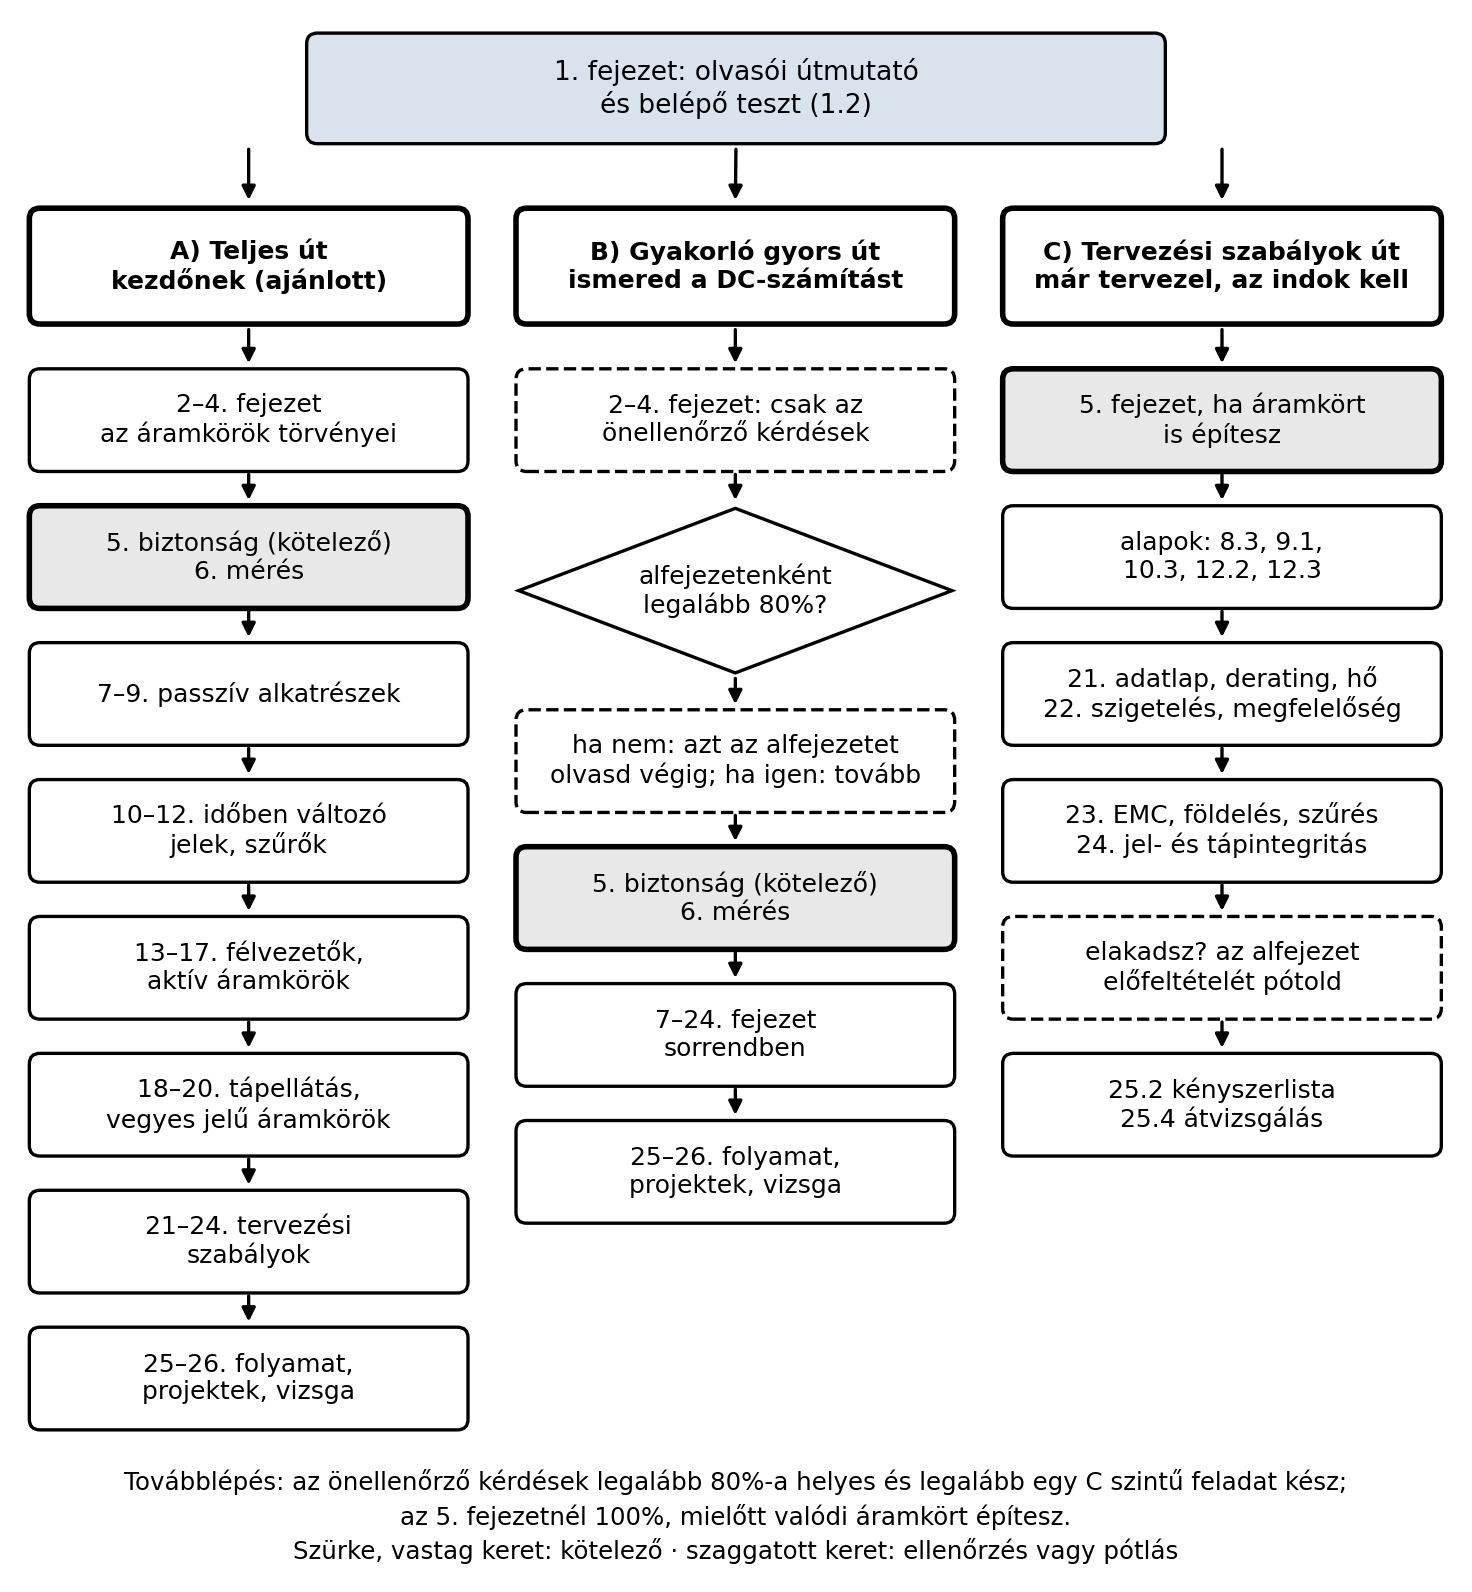 1. fejezet: olvasói útmutató
és belépő teszt (1.2)
A) Teljes út
kezdőnek (ajánlott)
2–4. fejezet
az áramkörök törvényei
5. biztonság (kötelező)
6. mérés
7–9. passzív alkatrészek
10–12. időben változó
jelek, szűrők
13–17. félvezetők,
aktív áramkörök
18–20. tápellátás,
vegyes jelű áramkörök
21–24. tervezési
szabályok
25–26. folyamat,
projektek, vizsga
B) Gyakorló gyors út
ismered a DC-számítást
2–4. fejezet: csak az
önellenőrző kérdések
alfejezetenként
legalább 80%?
ha nem: azt az alfejezetet
olvasd végig; ha igen: tovább
5. biztonság (kötelező)
6. mérés
7–24. fejezet
sorrendben
25–26. folyamat,
projektek, vizsga
C) Tervezési szabályok út
már tervezel, az indok kell
5. fejezet, ha áramkört
is építesz
alapok: 8.3, 9.1,
10.3, 12.2, 12.3
21. adatlap, derating, hő
22. szigetelés, megfelelőség
23. EMC, földelés, szűrés
24. jel- és tápintegritás
elakadsz? az alfejezet
előfeltételét pótold
25.2 kényszerlista
25.4 átvizsgálás
Továbblépés: az önellenőrző kérdések legalább 80%-a helyes és legalább egy C szintű feladat kész;
az 5. fejezetnél 100%, mielőtt valódi áramkört építesz.
Szürke, vastag keret: kötelező · szaggatott keret: ellenőrzés vagy pótlás